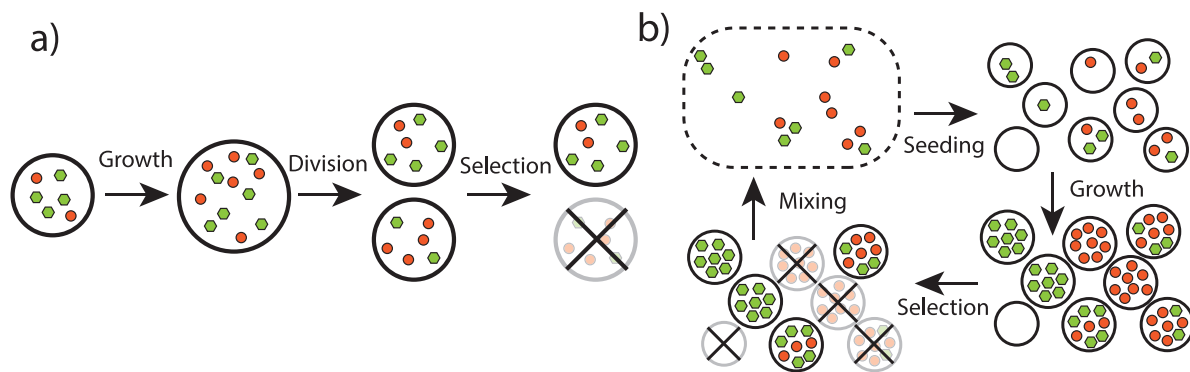 a)
Growth
Division
Selection
b)
Seeding
Growth
Selection
Mixing